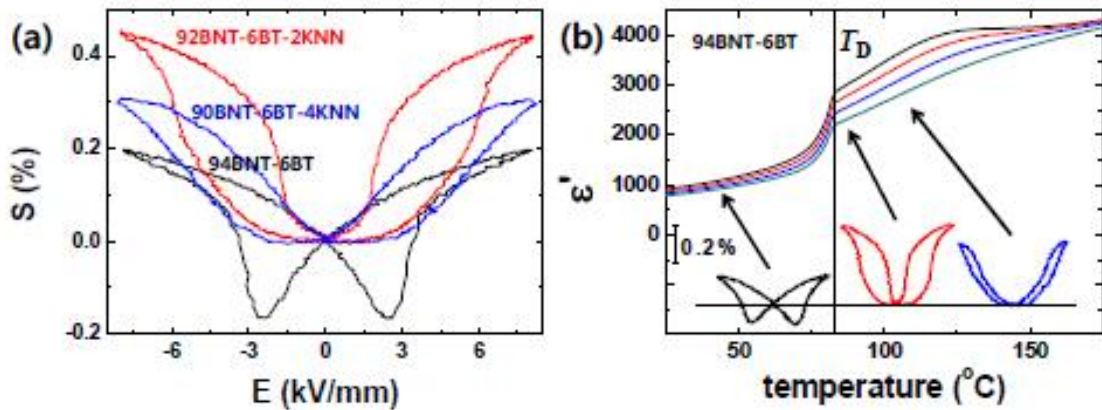 (a)
92BNT-6BT-2KNN
90BNT-6BT-4KNN
94BNT-6BT
S (%)
0.4
0.2
0.0
-0.2
-6 -3 0 3 6
E (kV/mm)
(b)
94BNT-6BT
T_D
ε'
4000
3000
2000
1000
0
0.2%
50 100 150
temperature (°C)